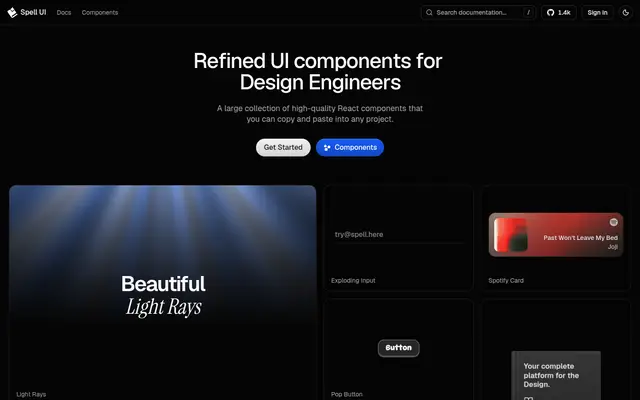 Spell UI
Docs
Components
Search documentation...
/
1.4k
Sign In
Refined UI components for
Design Engineers
A large collection of high-quality React components that
you can copy and paste into any project.
Get Started
Components
Beautiful
Light Rays
Light Rays
try@spell.here
Exploding Input
Past Won't Leave My Bed
Joji
Spotify Card
Button
Pop Button
Your complete
platform for the
Design.